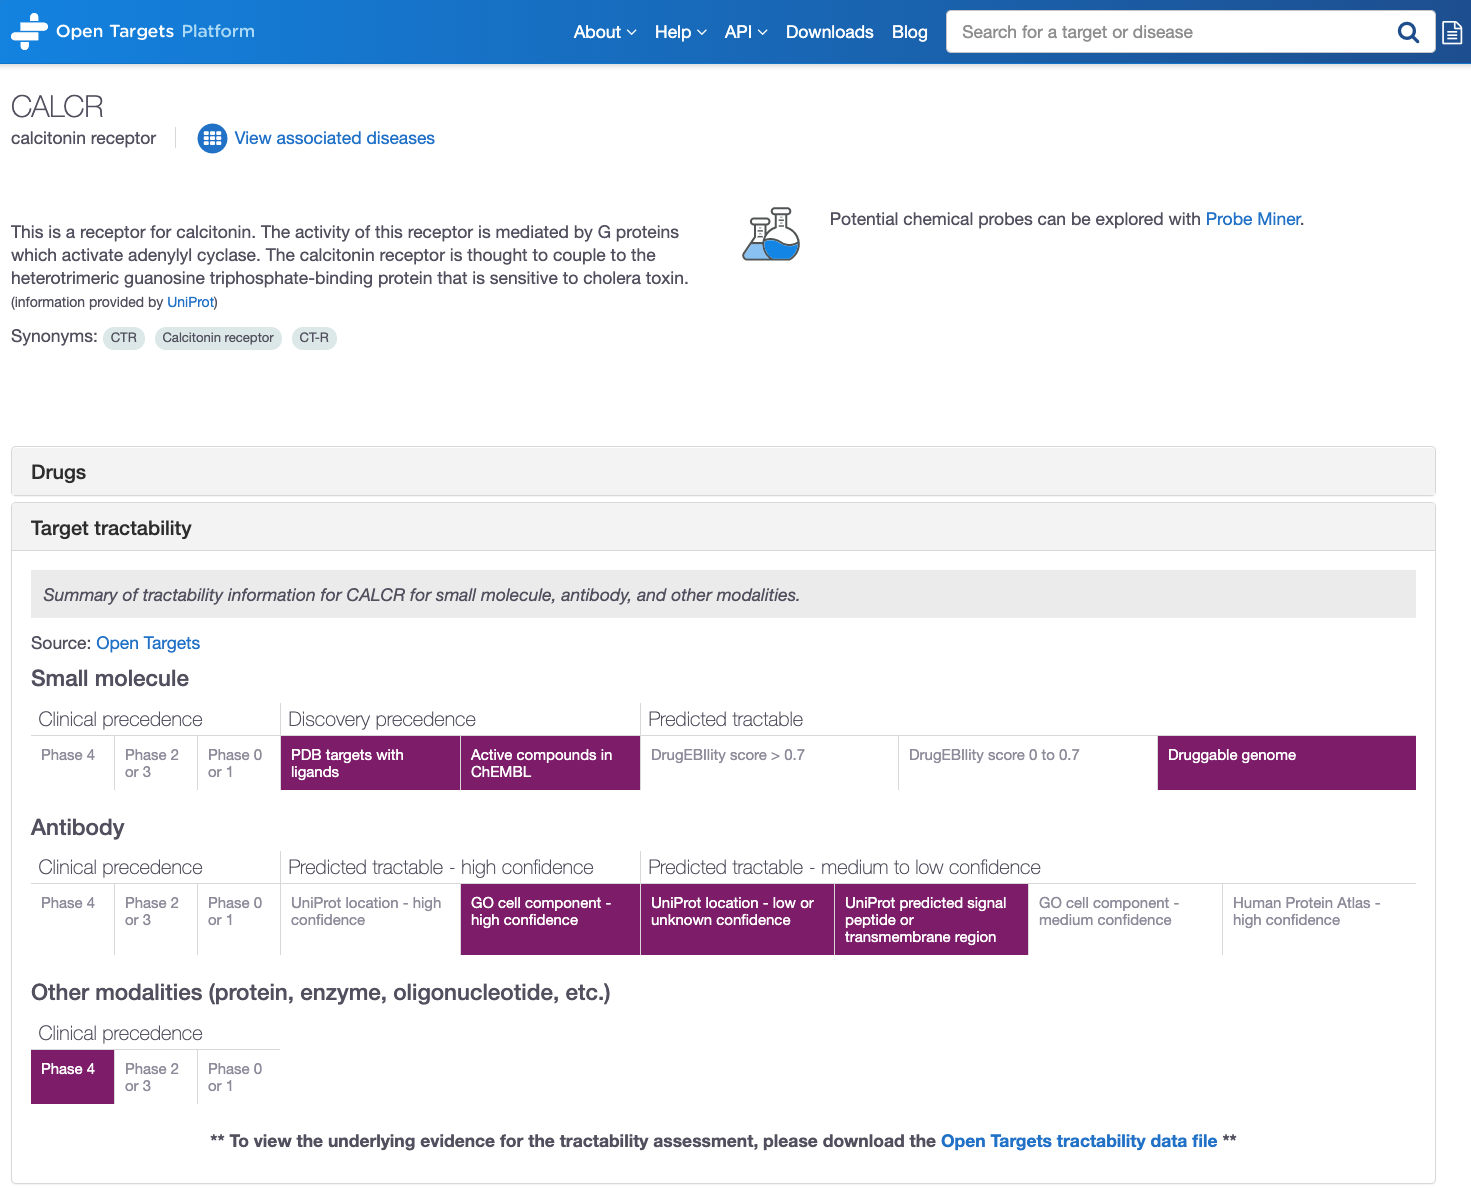 Open Targets Platform
About
Help
API
Downloads
Blog
Search for a target or disease
CALCR
calcitonin receptor
View associated diseases
This is a receptor for calcitonin. The activity of this receptor is mediated by G proteins
which activate adenylyl cyclase. The calcitonin receptor is thought to couple to the
heterotrimeric guanosine triphosphate-binding protein that is sensitive to cholera toxin.
(information provided by UniProt)
Synonyms: CTR Calcitonin receptor CT-R
Potential chemical probes can be explored with Probe Miner.
Drugs
Target tractability
Summary of tractability information for CALCR for small molecule, antibody, and other modalities.
Source: Open Targets
Small molecule
Clinical precedence
Discovery precedence
Predicted tractable
Phase 4
Phase 2
or 3
Phase 0
or 1
PDB targets with
ligands
Active compounds in
ChEMBL
DrugEBIlity score > 0.7
DrugEBIlity score 0 to 0.7
Druggable genome
Antibody
Clinical precedence
Predicted tractable - high confidence
Predicted tractable - medium to low confidence
Phase 4
Phase 2
or 3
Phase 0
or 1
UniProt location - high
confidence
GO cell component -
high confidence
UniProt location - low or
unknown confidence
UniProt predicted signal
peptide or
transmembrane region
GO cell component -
medium confidence
Human Protein Atlas -
high confidence
Other modalities (protein, enzyme, oligonucleotide, etc.)
Clinical precedence
Phase 4
Phase 2
or 3
Phase 0
or 1
** To view the underlying evidence for the tractability assessment, please download the Open Targets tractability data file **